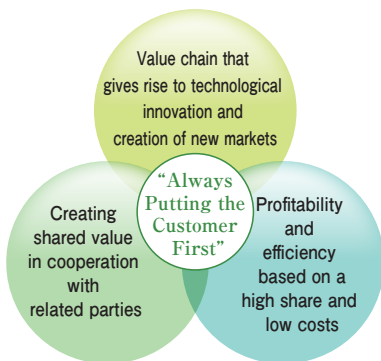 Value chain that
gives rise to technological
innovation and
creation of new markets
“Always
Putting the
Customer
First”
Creating
shared value
in cooperation
with
related parties
Profitability
and
efficiency
based on a
high share and
low costs